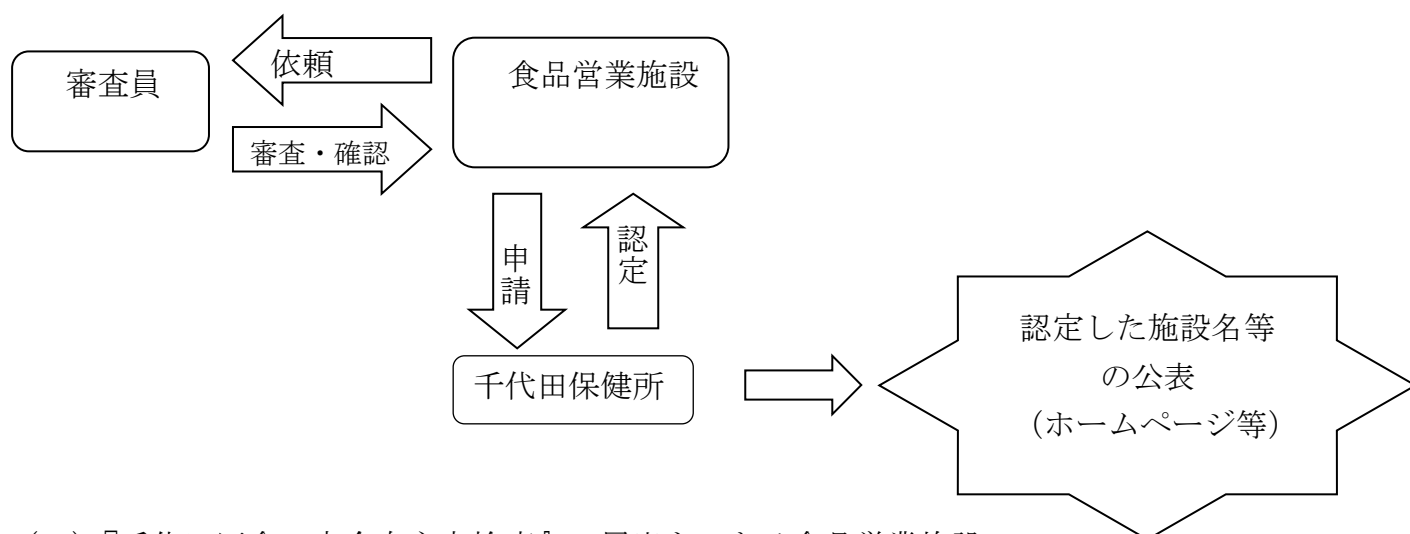 依頼
審査員
食品営業施設
審査・確認
申請
認定
千代田保健所
認定した施設名等
の公表
（ホームページ等）